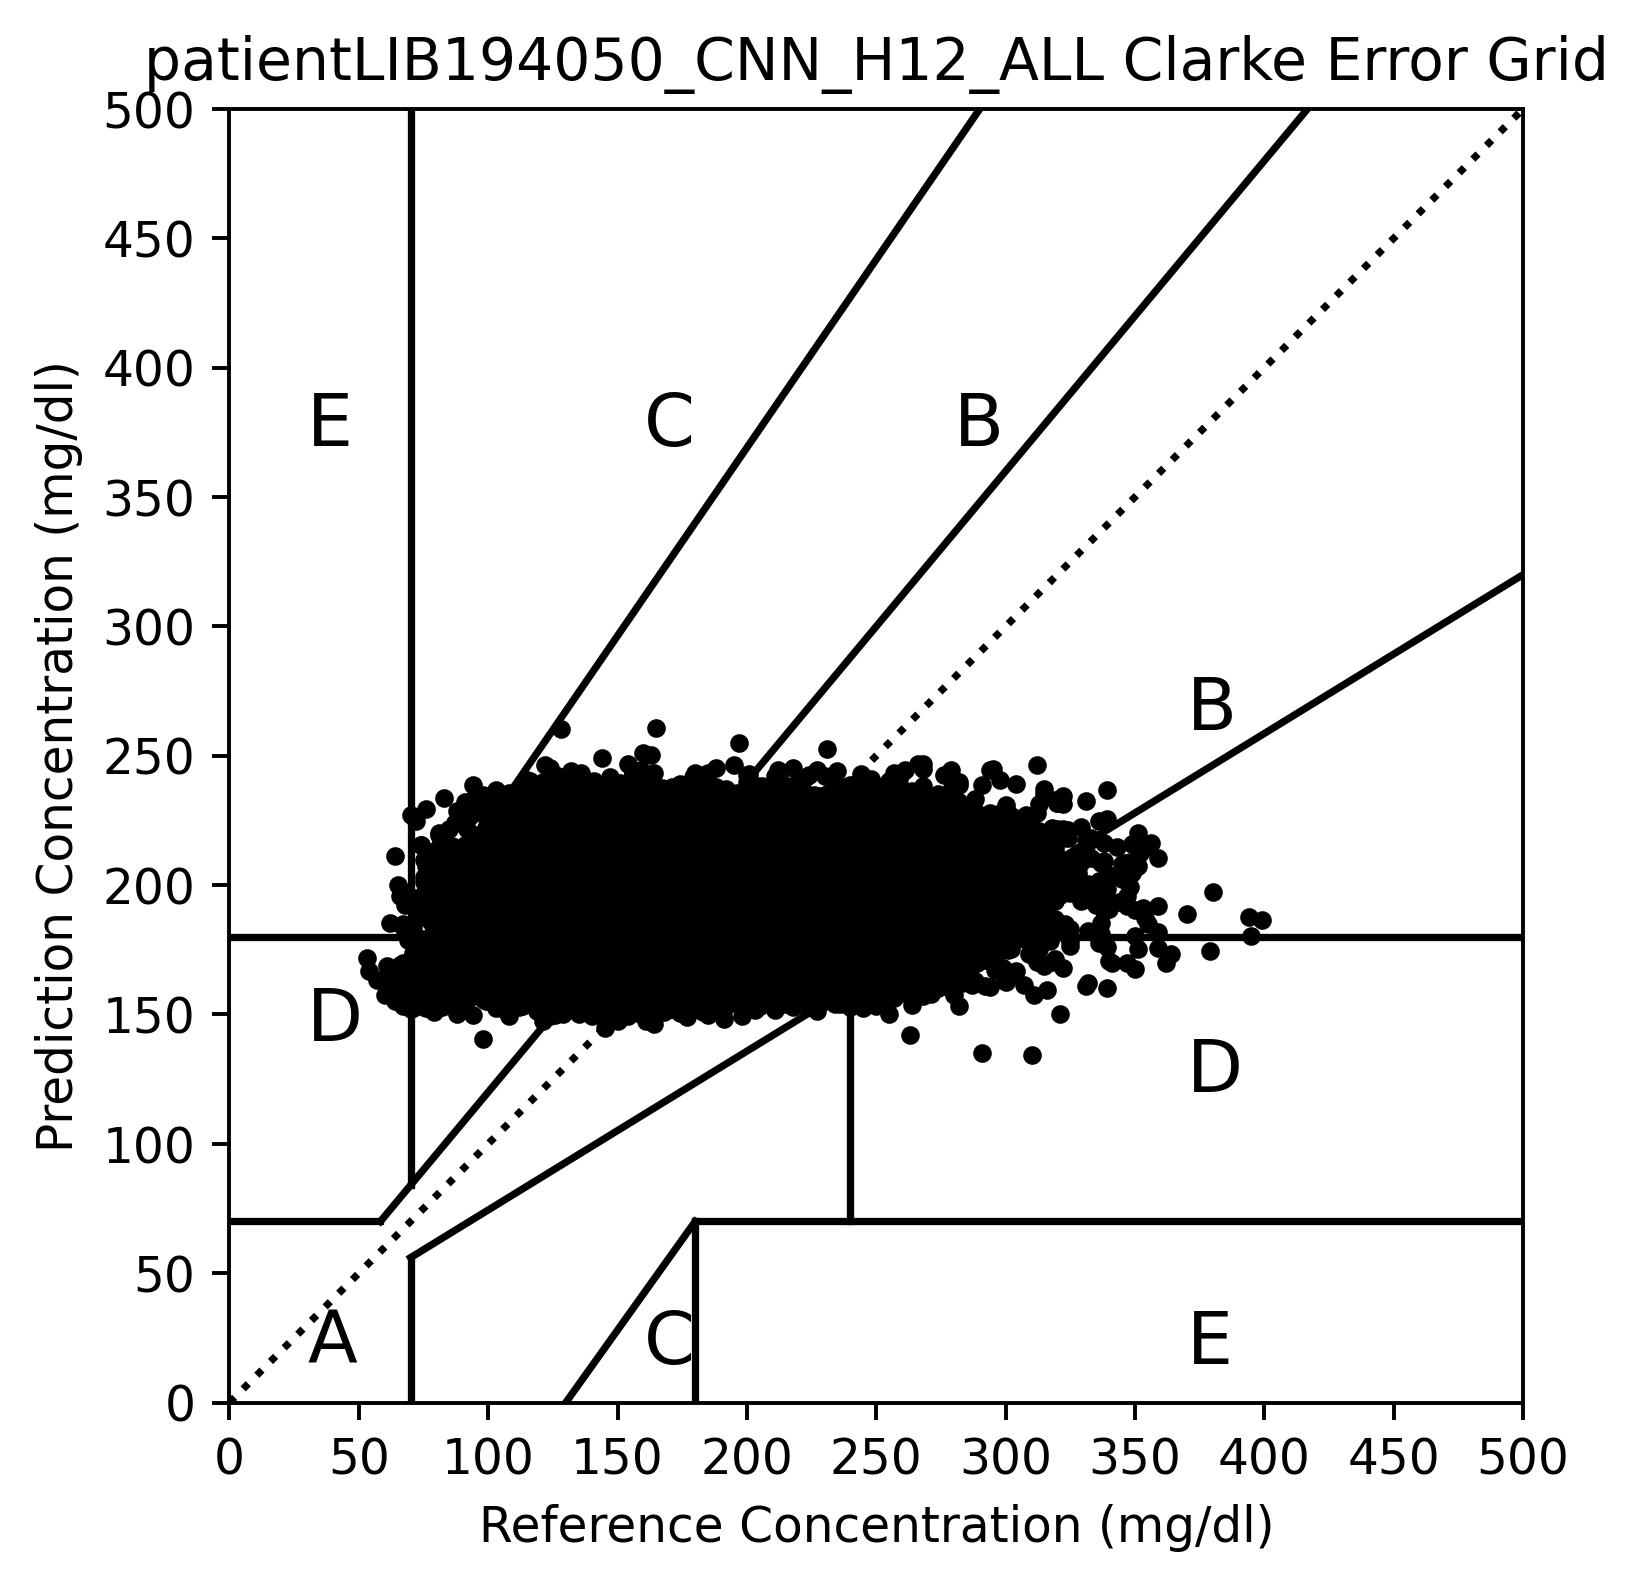 patientLIB194050_CNN_H12_ALL Clarke Error Grid
500
450
400
350
300
250
200
150
100
50
0
Prediction Concentration (mg/dl)
E
C
B
B
D
D
A
C
E
0 50 100 150 200 250 300 350 400 450 500
Reference Concentration (mg/dl)